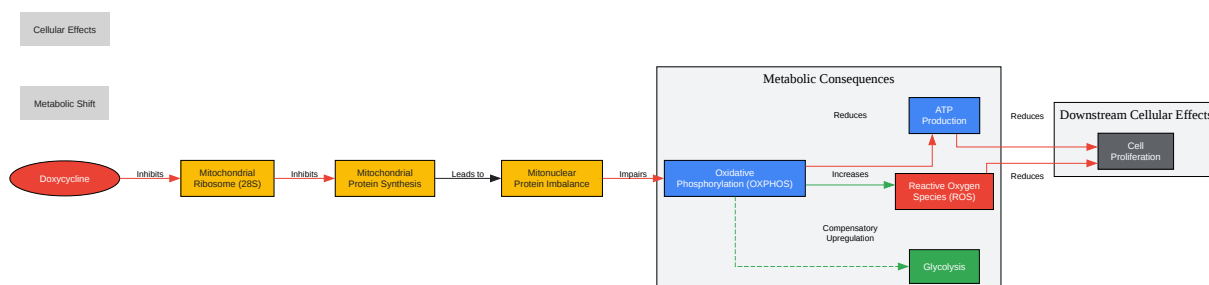 Cellular Effects
Metabolic Shift
Doxycycline
Inhibits
Mitochondrial
Ribosome (28S)
Inhibits
Mitochondrial
Protein Synthesis
Leads to
Mitonuclear
Protein Imbalance
Impairs
Metabolic Consequences
Oxidative
Phosphorylation (OXPHOS)
Reduces
ATP
Production
Increases
Reactive Oxygen
Species (ROS)
Compensatory
Upregulation
Glycolysis
Reduces
Reduces
Downstream Cellular Effects
Cell
Proliferation